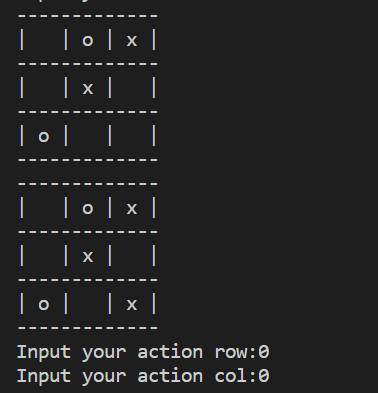 -------------
|   | o | x |
-------------
|   | x |   |
-------------
| o |   |   |
-------------
-------------
|   | o | x |
-------------
|   | x |   |
-------------
| o |   | x |
-------------
Input your action row:0
Input your action col:0